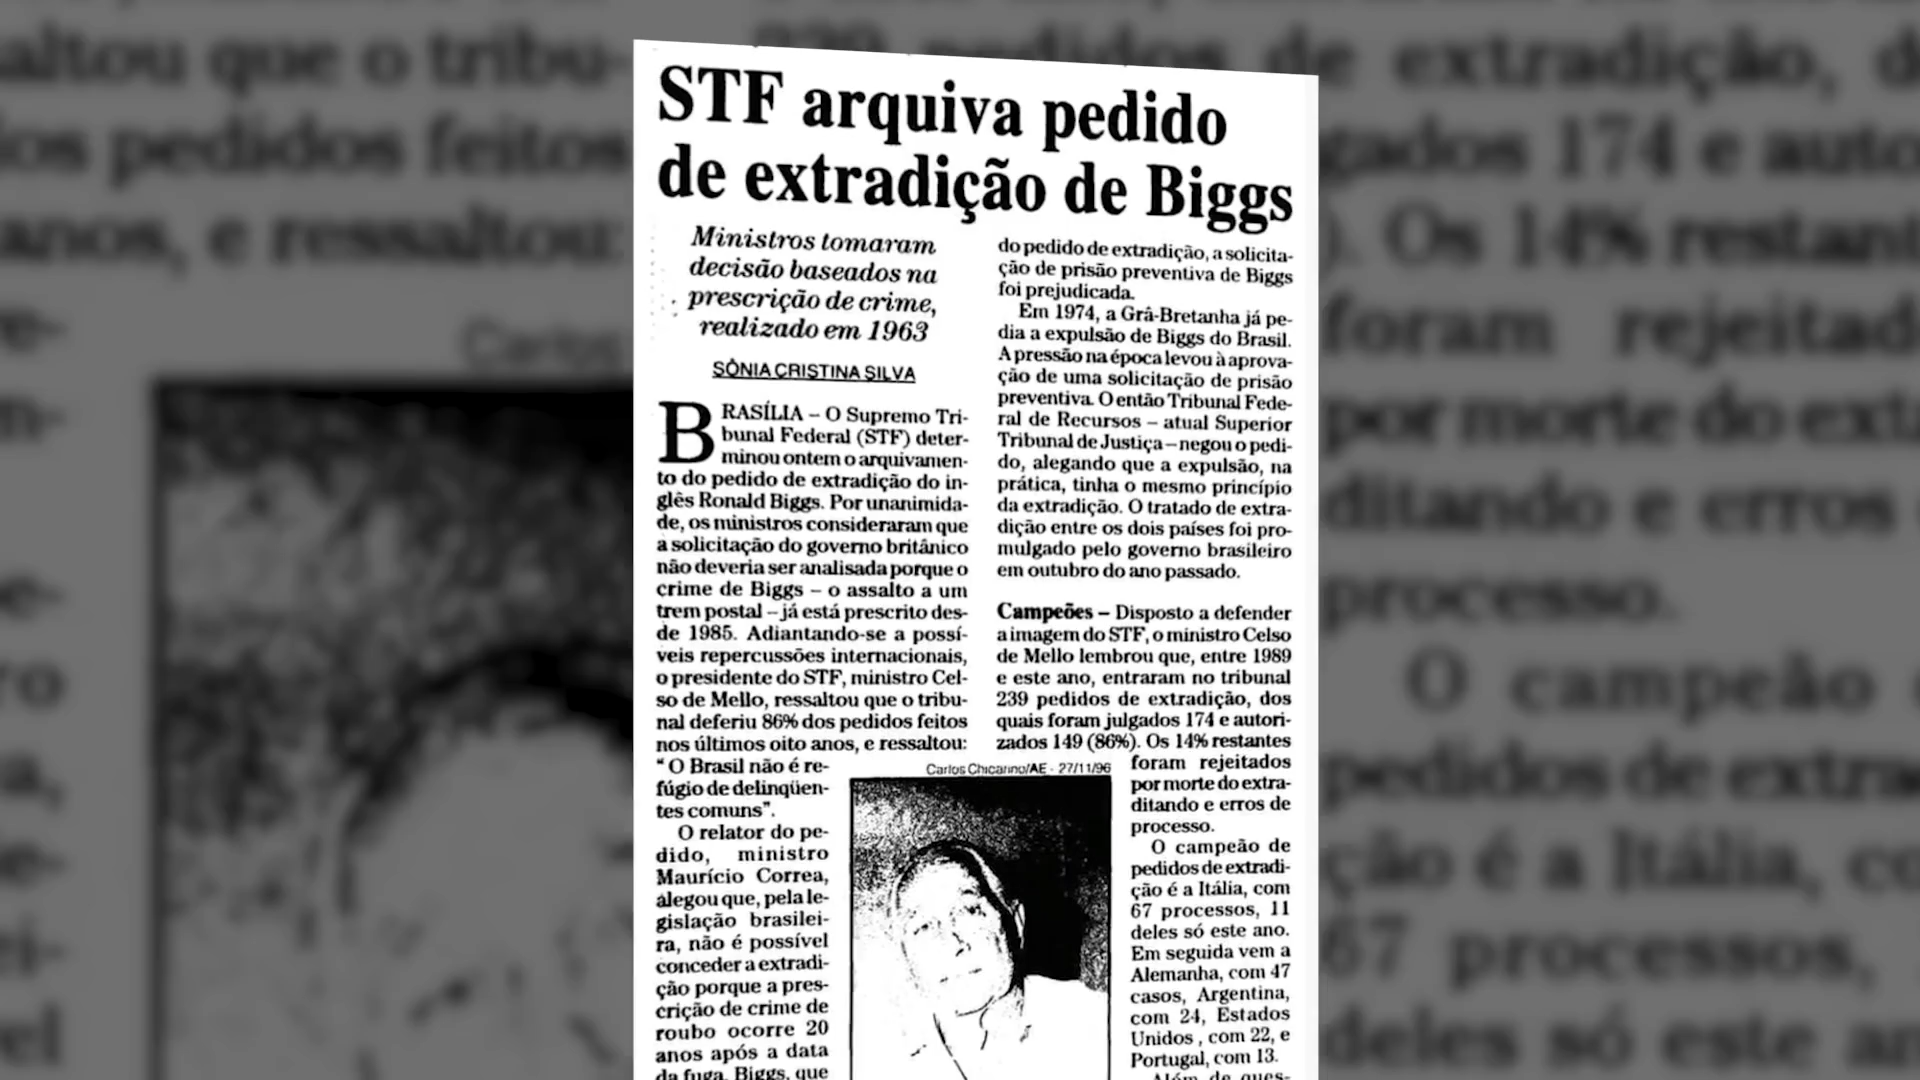 STF arquiva pedido
de extradição de Biggs
Ministros tomaram
decisão baseados na
prescrição de crime,
realizado em 1963
SÔNIA CRISTINA SILVA
BRASÍLIA – O Supremo Tri-
bunal Federal (STF) deter-
minou ontem o arquivamen-
to do pedido de extradição do in-
glês Ronald Biggs. Por unanimida-
de, os ministros consideraram que
a solicitação do governo britânico
não deveria ser analisada porque o
crime de Biggs – o assalto a um
trem postal – já está prescrito des-
de 1985. Adiantando-se a possí-
veis repercussões internacionais,
o presidente do STF, ministro Cel-
so de Mello, ressaltou que o tribu-
nal deferiu 86% dos pedidos feitos
nos últimos oito anos, e ressaltou:
“O Brasil não é re-
fúgio de delinqüen-
tes comuns”.
O relator do pe-
dido, ministro
Maurício Correa,
alegou que, pela le-
gislação brasilei-
ra, não é possível
conceder a extradi-
ção porque a pres-
crição de crime de
roubo ocorre 20
anos após a data
da fuga. Biggs, que
do pedido de extradição, a solicita-
ção de prisão preventiva de Biggs
foi prejudicada.
Em 1974, a Grã-Bretanha já pe-
dia a expulsão de Biggs do Brasil.
A pressão na época levou à aprova-
ção de uma solicitação de prisão
preventiva. O então Tribunal Fede-
ral de Recursos – atual Superior
Tribunal de Justiça – negou o pedi-
do, alegando que a expulsão, na
prática, tinha o mesmo princípio
da extradição. O tratado de extra-
dição entre os dois países foi pro-
mulgado pelo governo brasileiro
em outubro do ano passado.
Campeões – Disposto a defender
a imagem do STF, o ministro Celso
de Mello lembrou que, entre 1989
e este ano, entraram no tribunal
239 pedidos de extradição, dos
quais foram julgados 174 e autori-
zados 149 (86%). Os 14% restantes
foram rejeitados
por morte do extra-
ditando e erros de
processo.
O campeão de
pedidos de extradi-
ção é a Itália, com
67 processos, 11
deles só este ano.
Em seguida vem a
Alemanha, com 47
casos, Argentina,
com 24, Estados
Unidos , com 22, e
Portugal, com 13.
Além de ques-
Carlos Chicarino/AE - 27/11/96